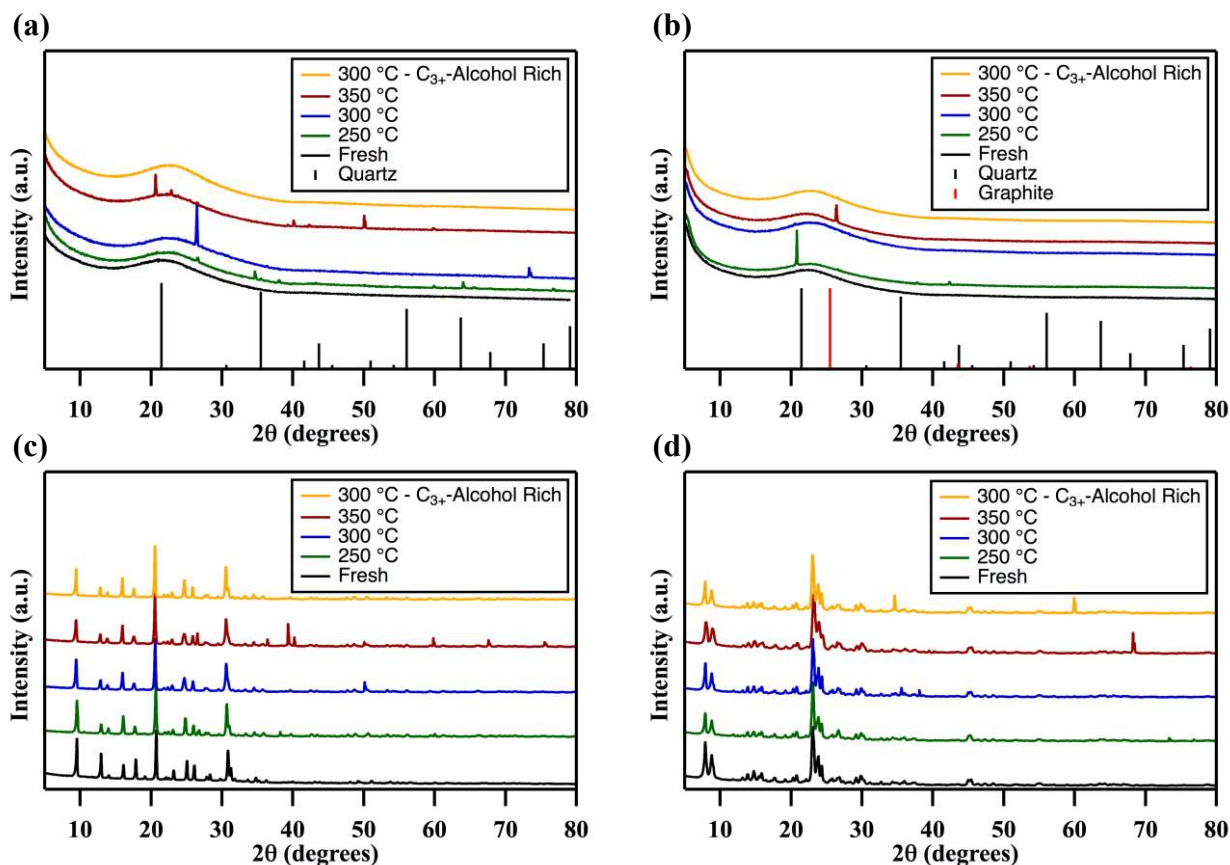 (a)
300 °C - C₃₊-Alcohol Rich
350 °C
300 °C
250 °C
Fresh
Quartz
Intensity (a.u.)
10 20 30 40 50 60 70 80
2θ (degrees)
(b)
300 °C - C₃₊-Alcohol Rich
350 °C
300 °C
250 °C
Fresh
Quartz
Graphite
Intensity (a.u.)
10 20 30 40 50 60 70 80
2θ (degrees)
(c)
300 °C - C₃₊-Alcohol Rich
350 °C
300 °C
250 °C
Fresh
Intensity (a.u.)
10 20 30 40 50 60 70 80
2θ (degrees)
(d)
300 °C - C₃₊-Alcohol Rich
350 °C
300 °C
250 °C
Fresh
Intensity (a.u.)
10 20 30 40 50 60 70 80
2θ (degrees)